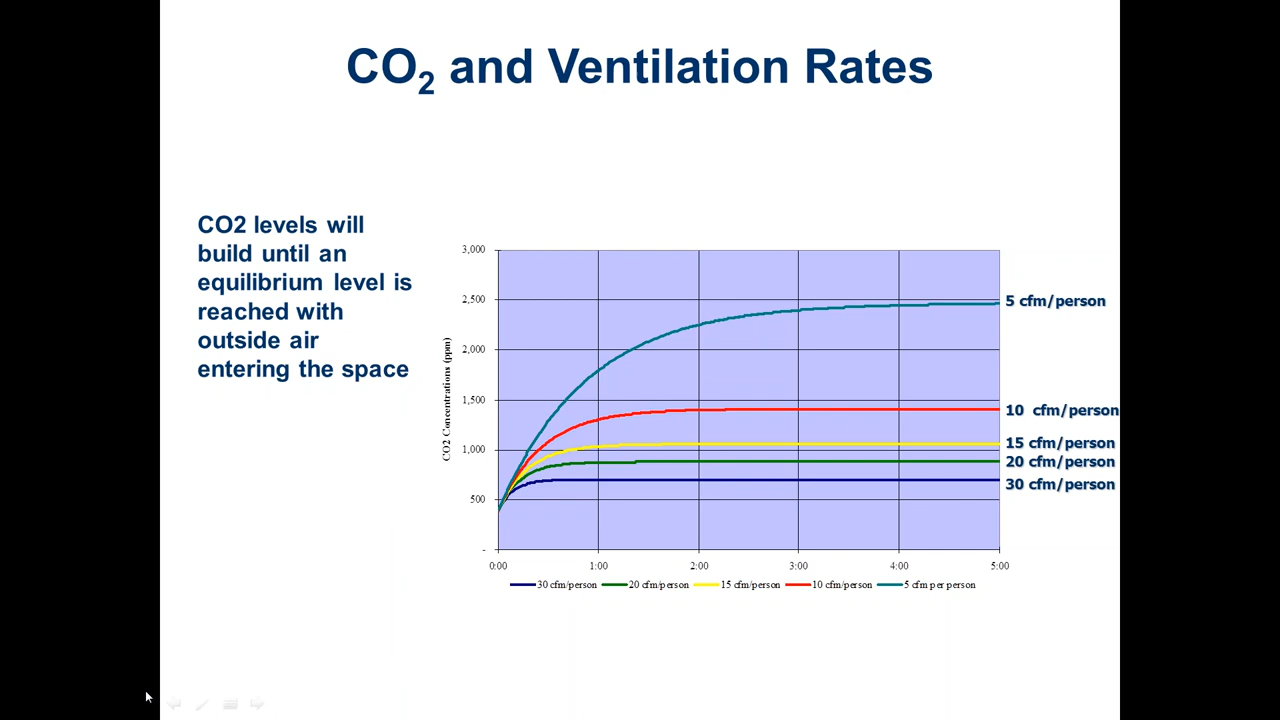 CO2 and Ventilation Rates
CO2 levels will
build until an
equilibrium level is
reached with
outside air
entering the space
3,000
2,500
2,000
1,500
1,000
500
-
CO2 Concentrations (ppm)
0:00 1:00 2:00 3:00 4:00 5:00
5 cfm/person
10 cfm/person
15 cfm/person
20 cfm/person
30 cfm/person
30 cfm/person 20 cfm/person 15 cfm/person 10 cfm/person 5 cfm per person